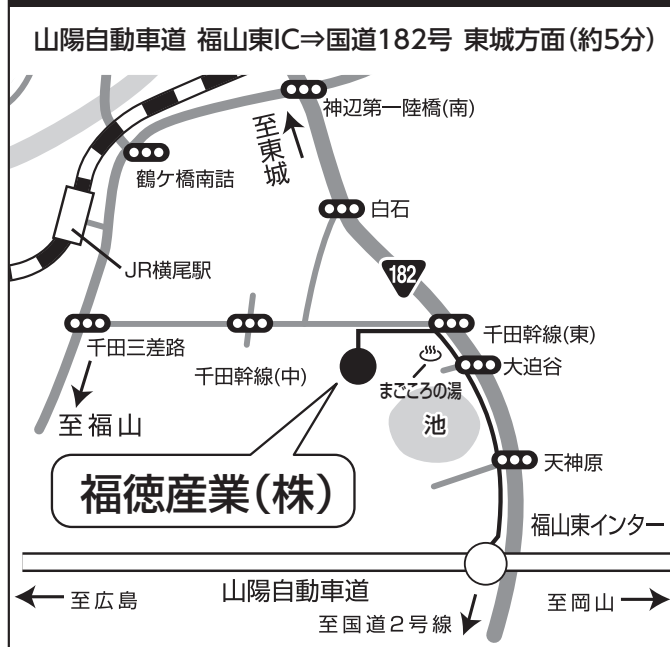 山陽自動車道 福山東IC⇒国道182号 東城方面(約5分)
神辺第一陸橋(南)
至東城
鶴ケ橋南詰
白石
182
JR横尾駅
千田三差路
千田幹線(中)
千田幹線(東)
大迫谷
まごころの湯
池
至福山
天神原
福徳産業(株)
福山東インター
山陽自動車道
至広島
至国道2号線
至岡山